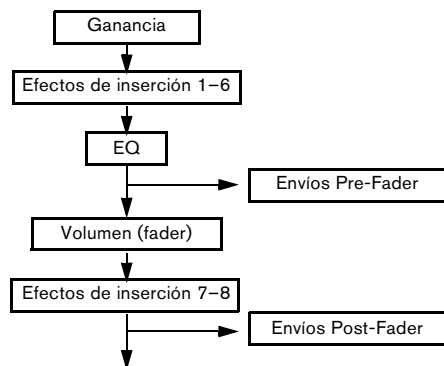 Ganancia
Efectos de inserción 1–6
EQ
Envíos Pre-Fader
Volumen (fader)
Efectos de inserción 7–8
Envíos Post-Fader